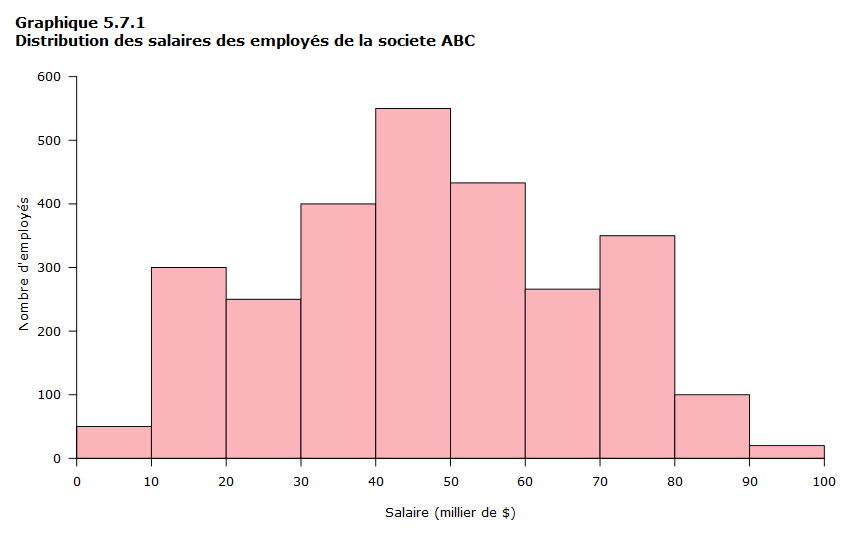 Graphique 5.7.1
Distribution des salaires des employés de la societe ABC
600
500
400
300
200
100
0
Nombre d'employés
0 10 20 30 40 50 60 70 80 90 100
Salaire (millier de $)